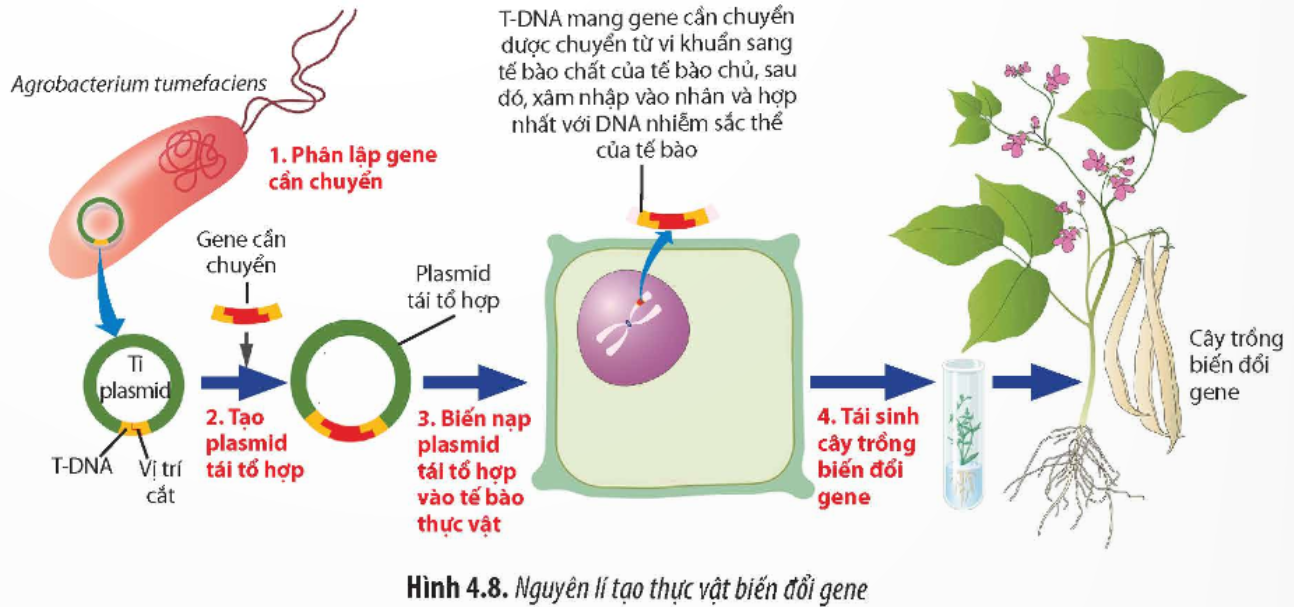 Agrobacterium tumefaciens
1. Phân lập gene
cần chuyển
T-DNA mang gene cần chuyển
được chuyển từ vi khuẩn sang
tế bào chất của tế bào chủ, sau
đó, xâm nhập vào nhân và hợp
nhất với DNA nhiễm sắc thể
của tế bào
Gene cần
chuyển
Plasmid
tái tổ hợp
Ti
plasmid
T-DNA
Vị trí
cắt
2. Tạo
plasmid
tái tổ hợp
3. Biến nạp
plasmid
tái tổ hợp
vào tế bào
thực vật
4. Tái sinh
cây trồng
biến đổi
gene
Cây trồng
biến đổi
gene
Hình 4.8. Nguyên lí tạo thực vật biến đổi gene